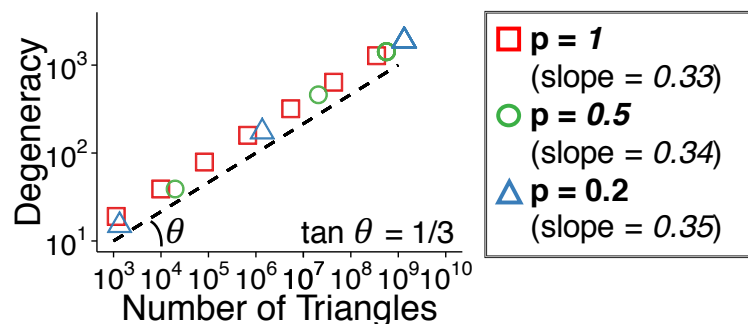 Degeneracy
10³
10²
10¹
θ
tan θ = 1/3
10³ 10⁴ 10⁵ 10⁶ 10⁷ 10⁸ 10⁹ 10¹⁰
Number of Triangles
p = 1
(slope = 0.33)
p = 0.5
(slope = 0.34)
p = 0.2
(slope = 0.35)